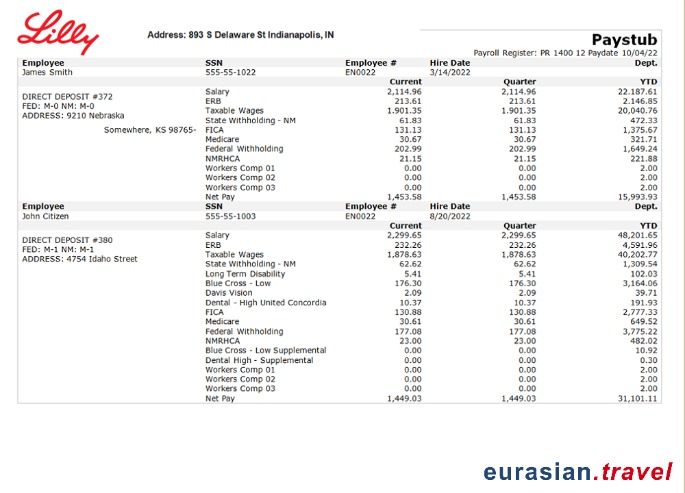 Lilly
Address: 893 S Delaware St Indianapolis, IN
Paystub
Payroll Register: PR 1400 12 Paydate 10/04/22
Employee SSN Employee # Hire Date Dept.
James Smith 555-55-1022 EN0022 3/14/2022
Current Quarter YTD
DIRECT DEPOSIT #372
FED: M-0 NM: M-0
ADDRESS: 9210 Nebraska
Somewhere, KS 98765-
Salary 2,114.96 2,114.96 22.187.61
ERB 213.61 213.61 2.146.85
Taxable Wages 1.901.35 1.901.35 20,040.76
State Withholding - NM 61.83 61.83 472.33
FICA 131.13 131.13 1,375.67
Medicare 30.67 30.67 321.71
Federal Withholding 202.99 202.99 1,649.24
NMRHCA 21.15 21.15 221.88
Workers Comp 01 0.00 0.00 2.00
Workers Comp 02 0.00 0.00 2.00
Workers Comp 03 0.00 0.00 2.00
Net Pay 1,453.58 1,453.58 15,993.93
Employee SSN Employee # Hire Date Dept.
John Citizen 555-55-1003 EN0022 8/20/2022
Current Quarter YTD
DIRECT DEPOSIT #380
FED: M-1 NM: M-1
ADDRESS: 4754 Idaho Street
Salary 2,299.65 2,299.65 48,201.65
ERB 232.26 232.26 4,591.96
Taxable Wages 1,878.63 1,878.63 40,202.77
State Withholding - NM 62.62 62.62 1,309.54
Long Term Disability 5.41 5.41 102.03
Blue Cross - Low 176.30 176.30 3,164.06
Davis Vision 2.09 2.09 39.71
Dental - High United Concordia 10.37 10.37 191.93
FICA 130.88 130.88 2,777.33
Medicare 30.61 30.61 649.52
Federal Withholding 177.08 177.08 3,775.22
NMRHCA 23.00 23.00 482.02
Blue Cross - Low Supplemental 0.00 0.00 10.92
Dental High - Supplemental 0.00 0.00 0.30
Workers Comp 01 0.00 0.00 2.00
Workers Comp 02 0.00 0.00 2.00
Workers Comp 03 0.00 0.00 2.00
Net Pay 1,449.03 1,449.03 31,101.11
eurasian.travel